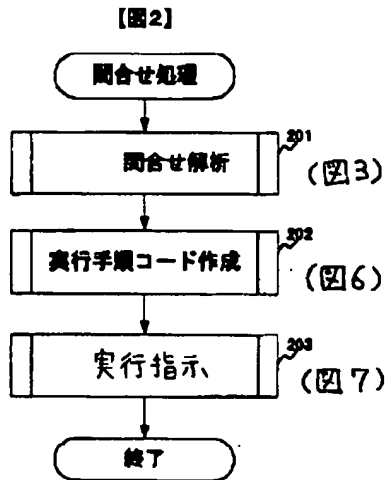 【図2】
問合せ処理
201
問合せ解析
(図3)
202
実行手順コード作成
(図6)
203
実行指示
(図7)
終了